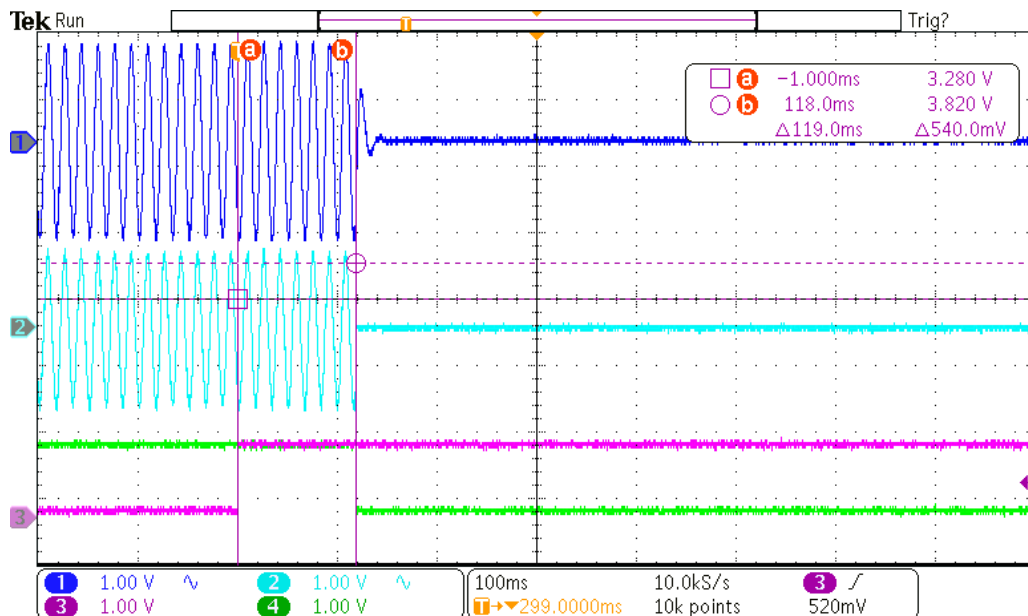 Tek Run Trig?
T a b
a −1.000ms 3.280 V
b 118.0ms 3.820 V
Δ119.0ms Δ540.0mV
1
2
3
1 1.00 V 2 1.00 V
3 1.00 V 4 1.00 V
100ms 10.0kS/s 3
T→▼299.0000ms 10k points 520mV